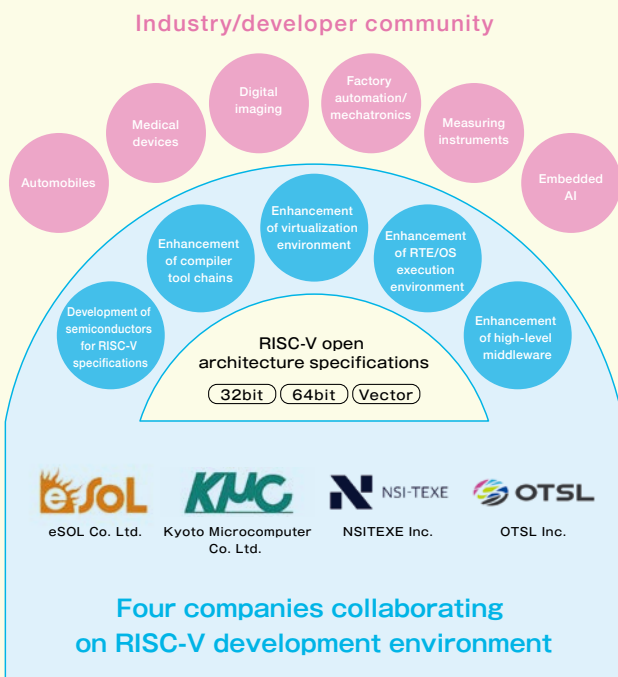 Industry/developer community
Automobiles
Medical
devices
Digital
imaging
Factory
automation/
mechatronics
Measuring
instruments
Embedded
AI
Development of
semiconductors
for RISC-V
specifications
Enhancement
of compiler
tool chains
Enhancement
of virtualization
environment
Enhancement
of RTE/OS
execution
environment
Enhancement
of high-level
middleware
RISC-V open
architecture specifications
32bit 64bit Vector
eSOL
KμC
N NSI-TEXE
OTSL
eSOL Co. Ltd.
Kyoto Microcomputer
Co. Ltd.
NSITEXE Inc.
OTSL Inc.
Four companies collaborating
on RISC-V development environment